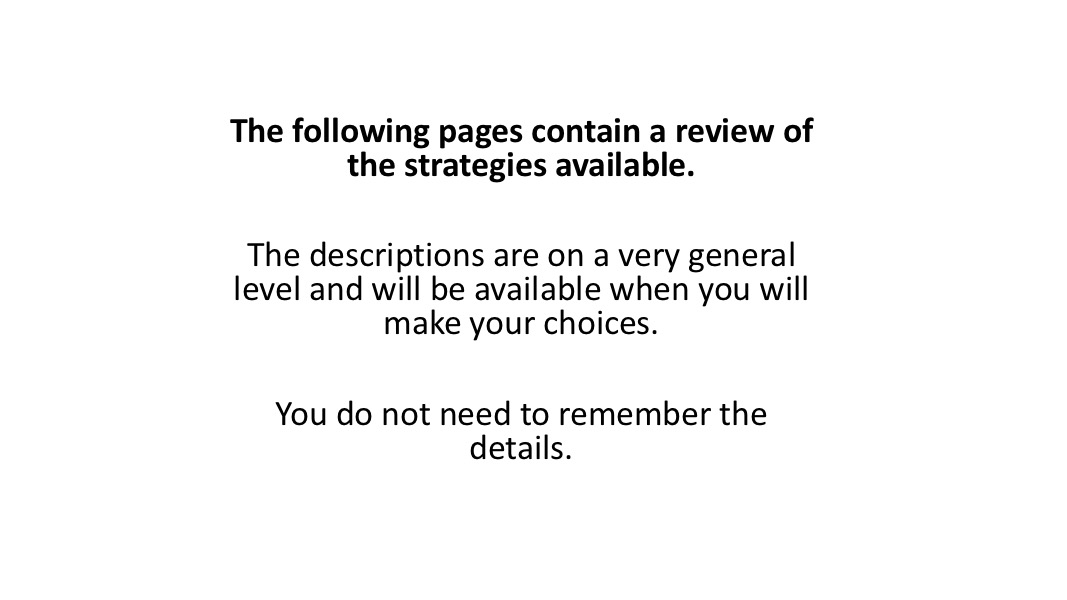 The following pages contain a review of
the strategies available.
The descriptions are on a very general
level and will be available when you will
make your choices.
You do not need to remember the
details.